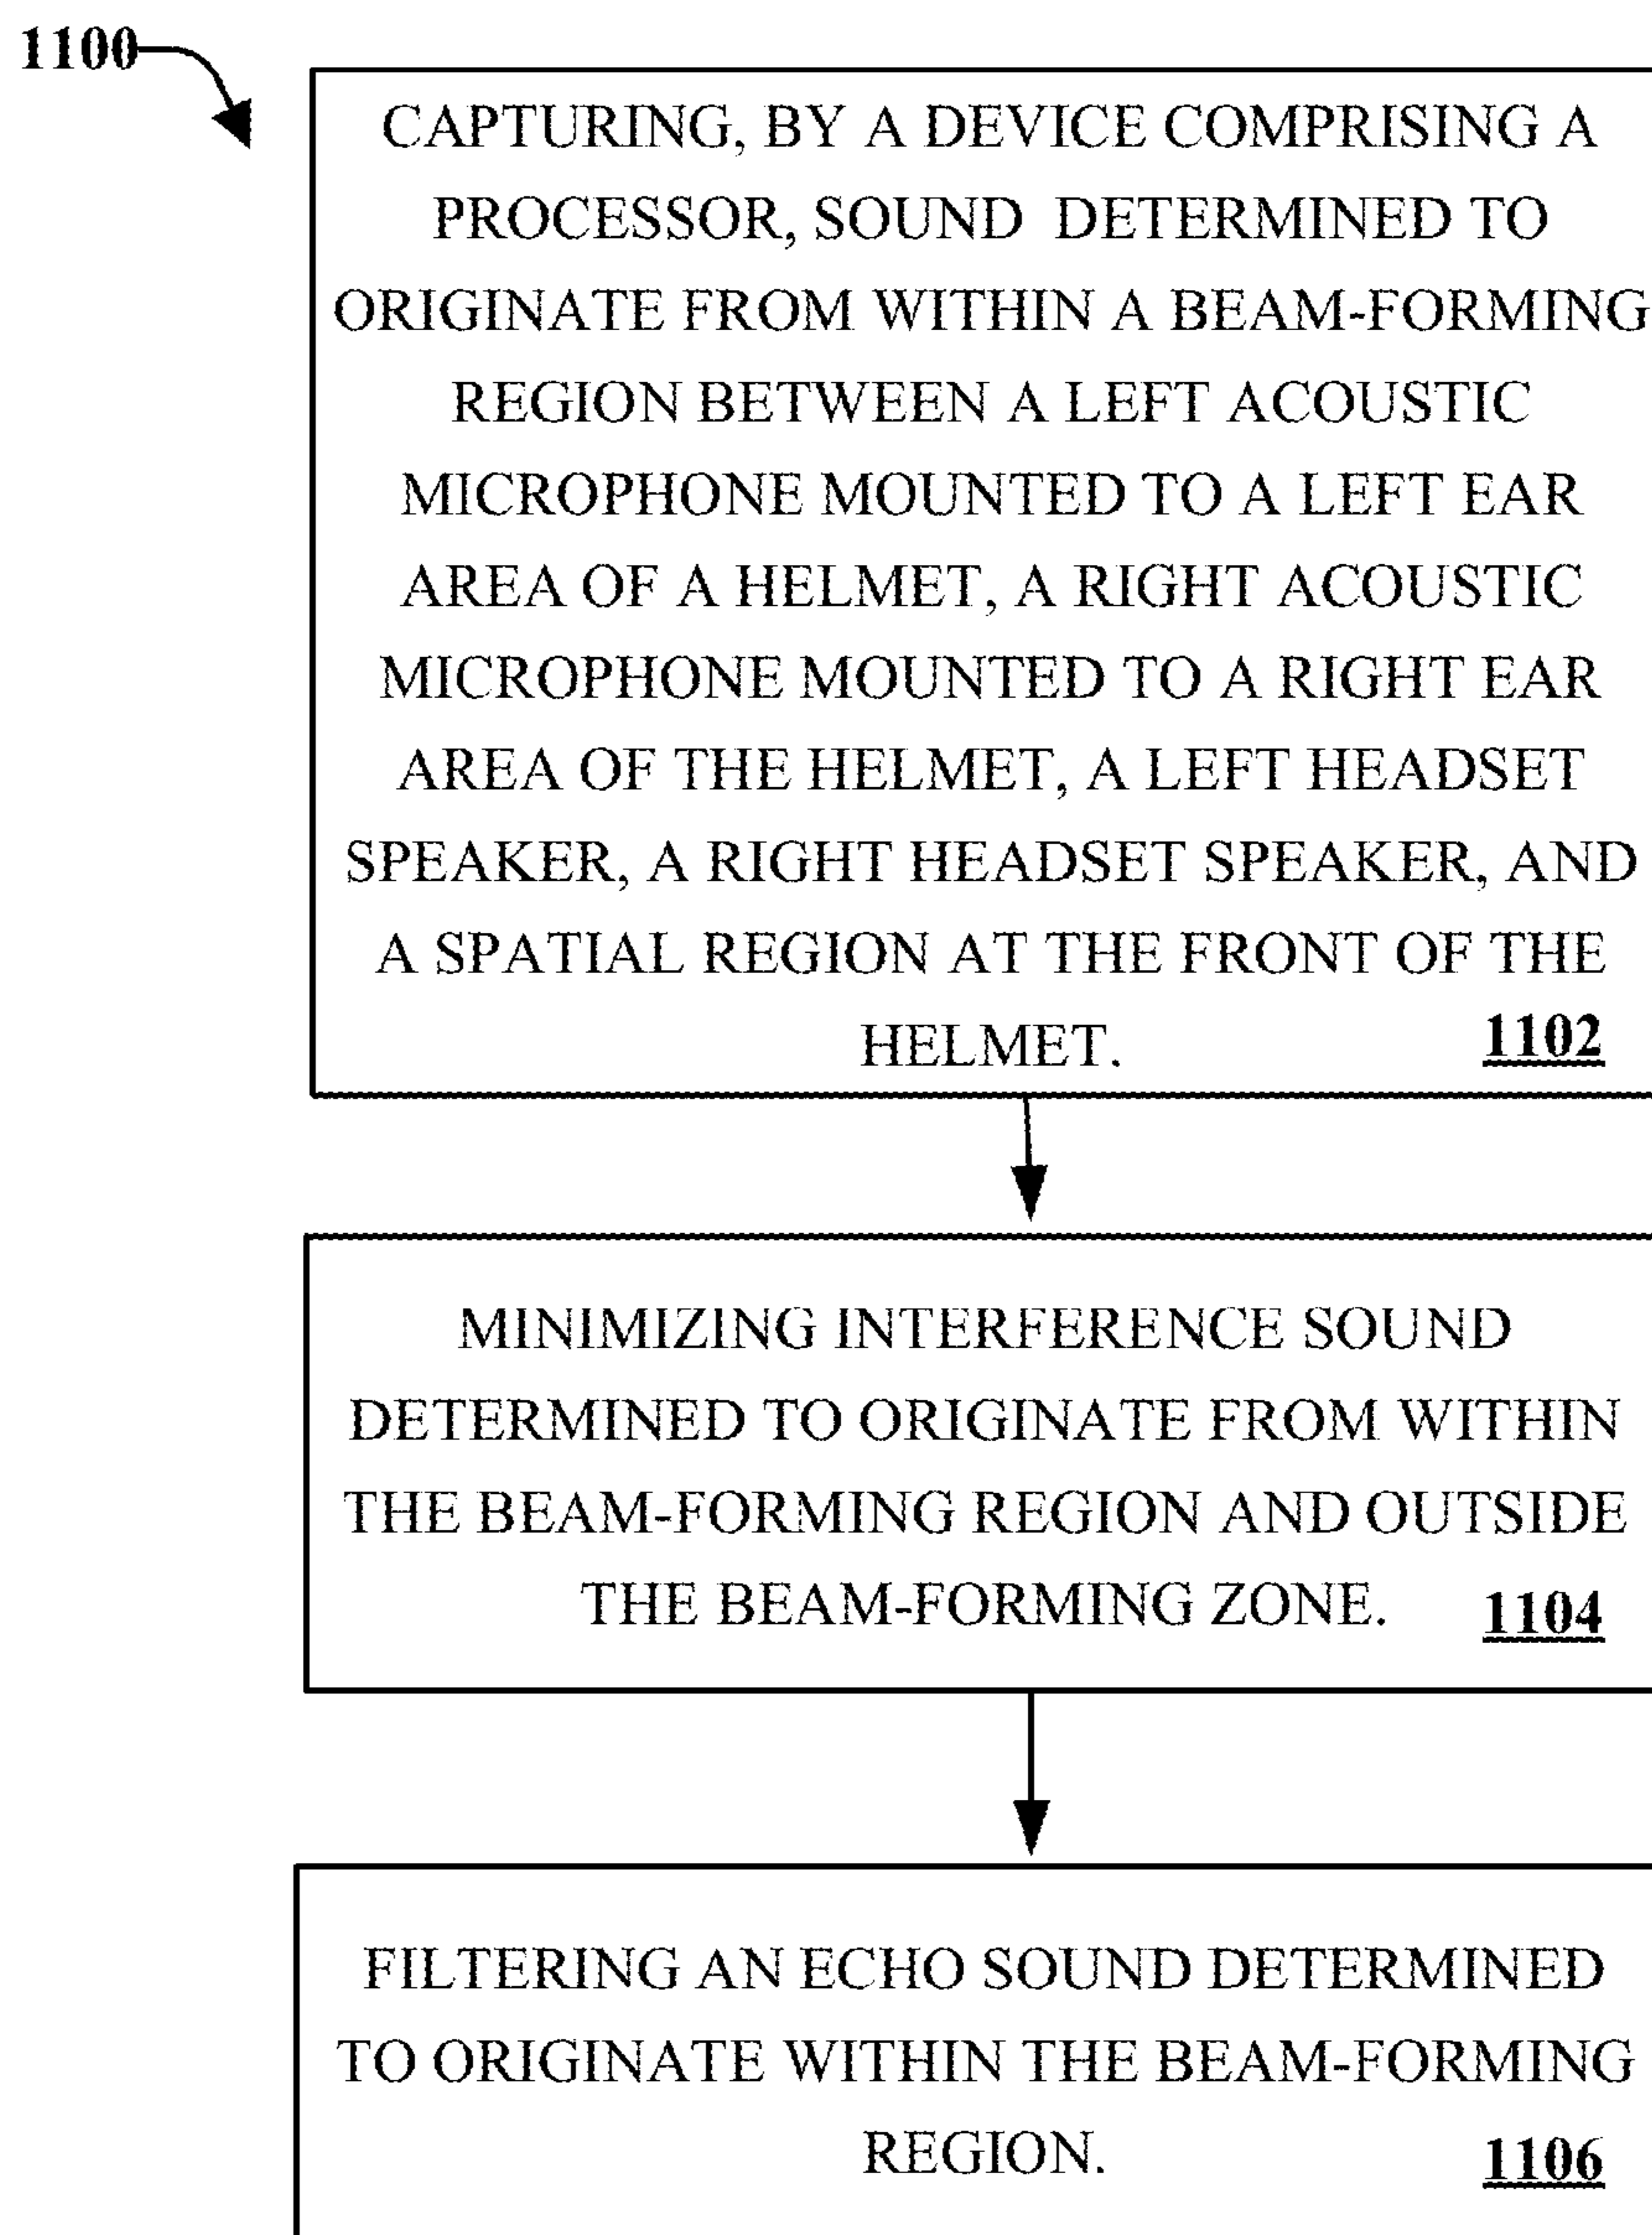 1100
CAPTURING, BY A DEVICE COMPRISING A
PROCESSOR, SOUND DETERMINED TO
ORIGINATE FROM WITHIN A BEAM-FORMING
REGION BETWEEN A LEFT ACOUSTIC
MICROPHONE MOUNTED TO A LEFT EAR
AREA OF A HELMET, A RIGHT ACOUSTIC
MICROPHONE MOUNTED TO A RIGHT EAR
AREA OF THE HELMET, A LEFT HEADSET
SPEAKER, A RIGHT HEADSET SPEAKER, AND
A SPATIAL REGION AT THE FRONT OF THE
HELMET. 1102
MINIMIZING INTERFERENCE SOUND
DETERMINED TO ORIGINATE FROM WITHIN
THE BEAM-FORMING REGION AND OUTSIDE
THE BEAM-FORMING ZONE. 1104
FILTERING AN ECHO SOUND DETERMINED
TO ORIGINATE WITHIN THE BEAM-FORMING
REGION. 1106